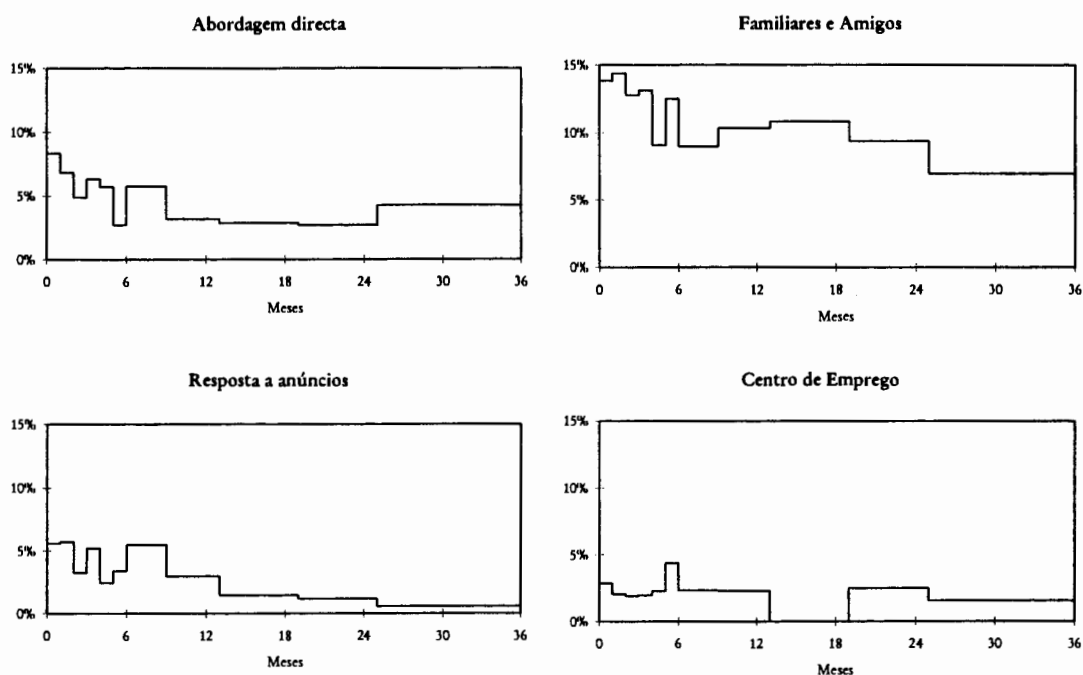 Abordagem directa
15%
10%
5%
0%
0 6 12 18 24 30 36
Meses
Familiares e Amigos
15%
10%
5%
0%
0 6 12 18 24 30 36
Meses
Resposta a anúncios
15%
10%
5%
0%
0 6 12 18 24 30 36
Meses
Centro de Emprego
15%
10%
5%
0%
0 6 12 18 24 30 36
Meses